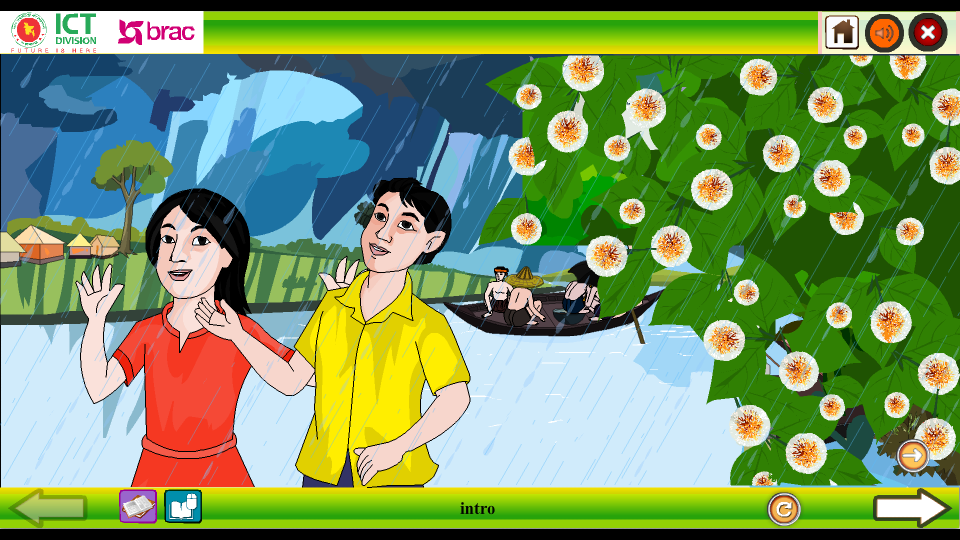 ICT
DIVISION
FUTURE IS HERE
brac
intro